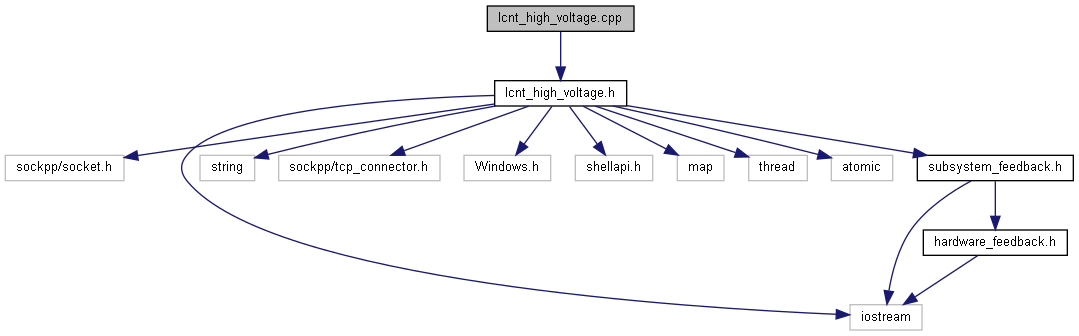 lcnt_high_voltage.cpp
lcnt_high_voltage.h
sockpp/socket.h
string
sockpp/tcp_connector.h
Windows.h
shellapi.h
map
thread
atomic
subsystem_feedback.h
hardware_feedback.h
iostream